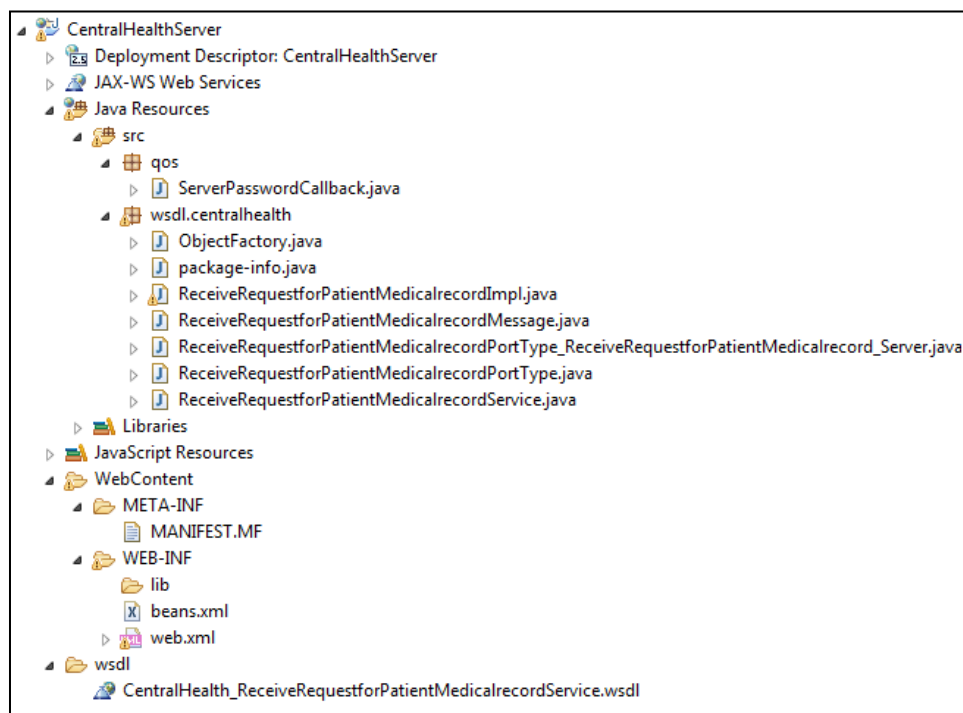 CentralHealthServer
2.5 Deployment Descriptor: CentralHealthServer
JAX-WS Web Services
Java Resources
src
qos
J ServerPasswordCallback.java
wsdl.centralhealth
J ObjectFactory.java
J package-info.java
J ReceiveRequestforPatientMedicalrecordImpl.java
J ReceiveRequestforPatientMedicalrecordMessage.java
J ReceiveRequestforPatientMedicalrecordPortType_ReceiveRequestforPatientMedicalrecord_Server.java
J ReceiveRequestforPatientMedicalrecordPortType.java
J ReceiveRequestforPatientMedicalrecordService.java
Libraries
JavaScript Resources
WebContent
META-INF
MANIFEST.MF
WEB-INF
lib
X beans.xml
web.xml
wsdl
CentralHealth_ReceiveRequestforPatientMedicalrecordService.wsdl